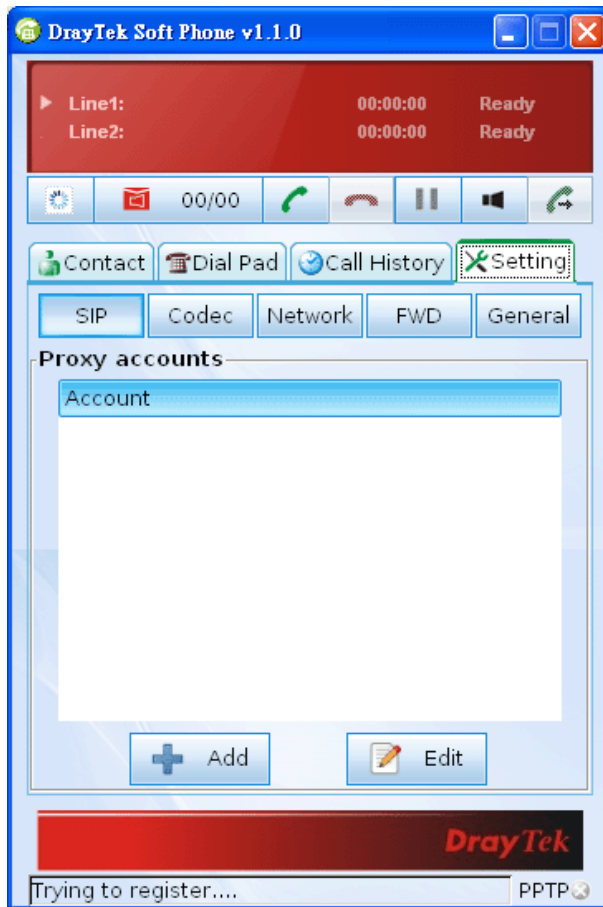 DrayTek Soft Phone v1.1.0
Line1: 00:00:00 Ready
Line2: 00:00:00 Ready
00/00
Contact Dial Pad Call History Setting
SIP Codec Network FWD General
Proxy accounts
Account
Add Edit
DrayTek
Trying to register.... PPTP